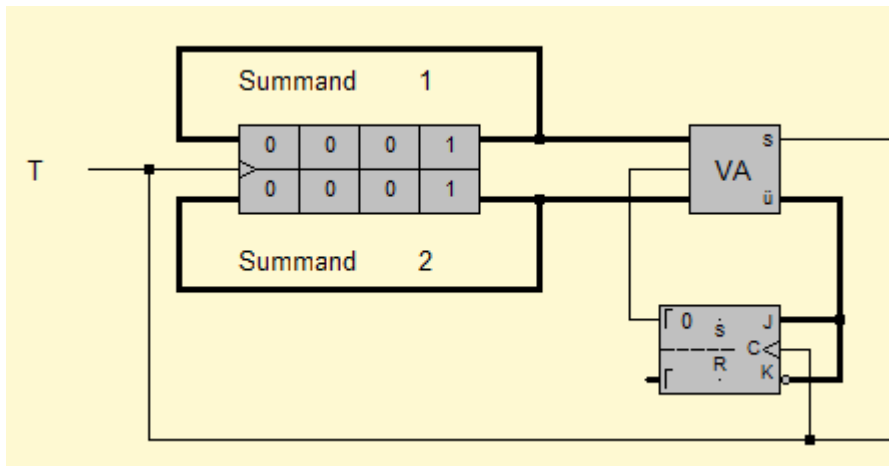 Summand 1
0 0 0 1 s
T VA
0 0 0 1 ü
Summand 2
0 S J
C
R K